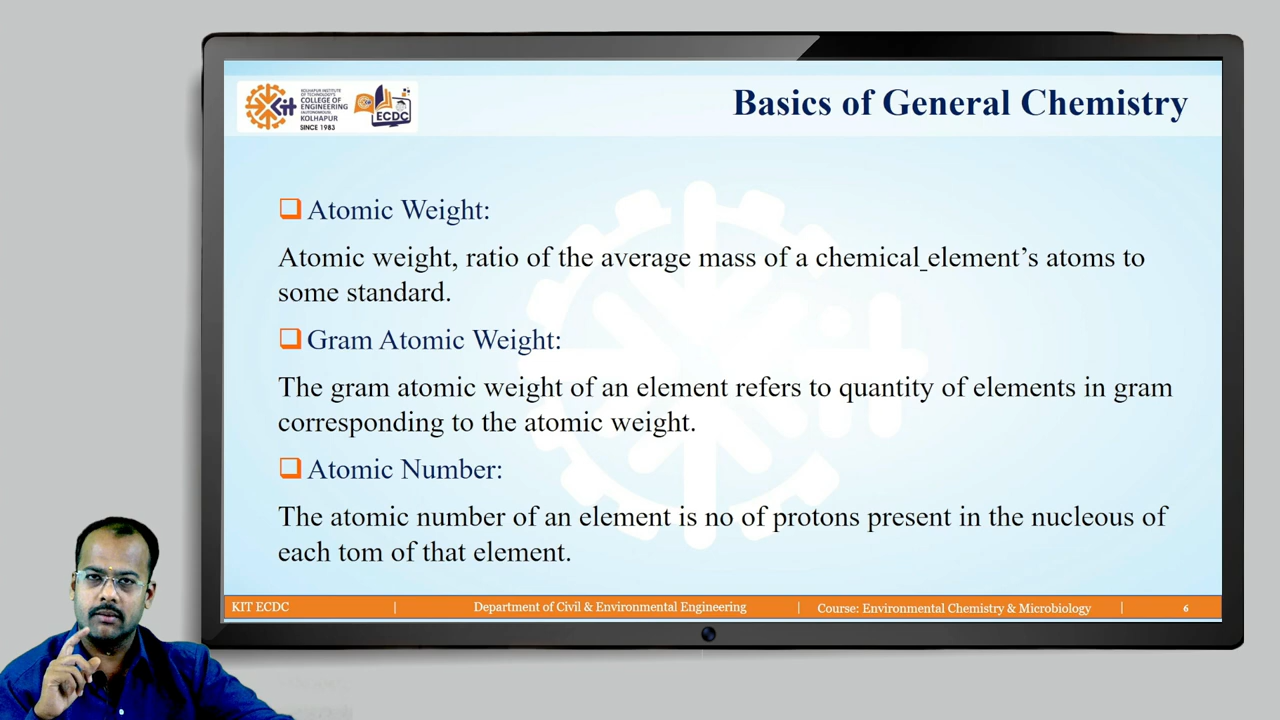 KOLHAPUR INSTITUTE
OF TECHNOLOGY'S
COLLEGE OF
ENGINEERING
(AUTONOMOUS)
KOLHAPUR
SINCE 1983
Kit
ECDC
Basics of General Chemistry
Atomic Weight:
Atomic weight, ratio of the average mass of a chemical element’s atoms to
some standard.
Gram Atomic Weight:
The gram atomic weight of an element refers to quantity of elements in gram
corresponding to the atomic weight.
Atomic Number:
The atomic number of an element is no of protons present in the nucleous of
each tom of that element.
KIT ECDC | Department of Civil & Environmental Engineering | Course: Environmental Chemistry & Microbiology | 6